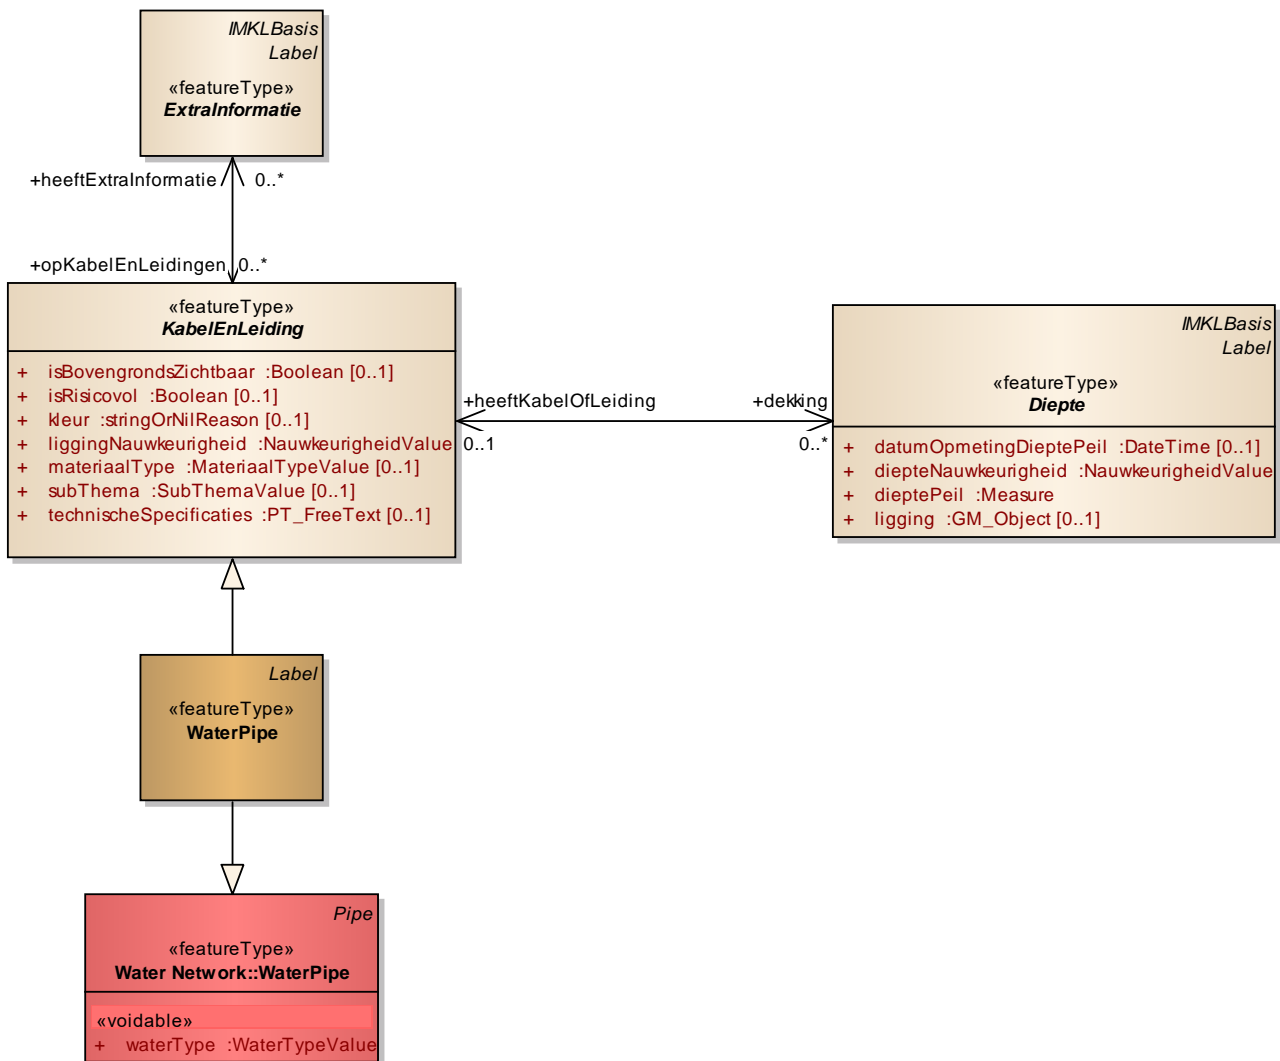 IMKLBasis
Label
«featureType»
ExtraInformatie
+heeftExtraInformatie 0..*
+opKabelEnLeidingen 0..*
«featureType»
KabelEnLeiding
+ isBovengrondsZichtbaar :Boolean [0..1]
+ isRisicovol :Boolean [0..1]
+ kleur :stringOrNilReason [0..1]
+ liggingNauwkeurigheid :NauwkeurigheidValue
+ materiaalType :MateriaalTypeValue [0..1]
+ subThema :SubThemaValue [0..1]
+ technischeSpecificaties :PT_FreeText [0..1]
+heeftKabelOfLeiding +dekking
0..1 0..*
IMKLBasis
Label
«featureType»
Diepte
+ datumOpmetingDieptePeil :DateTime [0..1]
+ diepteNauwkeurigheid :NauwkeurigheidValue
+ dieptePeil :Measure
+ ligging :GM_Object [0..1]
Label
«featureType»
WaterPipe
Pipe
«featureType»
Water Network::WaterPipe
«voidable»
+ waterType :WaterTypeValue